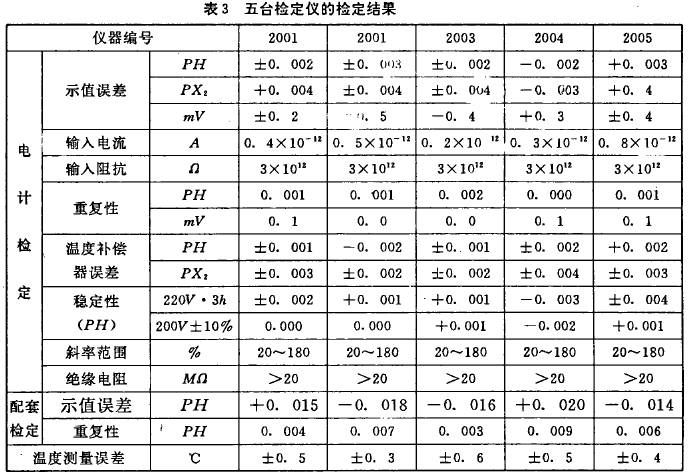 表3 五台检定仪的检定结果
仪器编号 2001 2001 2003 2004 2005
电计检定 示值误差 PH ±0.002 ±0.003 ±0.002 -0.002 +0.003
PX₂ +0.004 ±0.004 ±0.004 -0.003 ±0.4
mV ±0.2 0.5 -0.4 +0.3 ±0.4
输入电流 A 0.4×10⁻¹² 0.5×10⁻¹² 0.2×10 ¹² 0.3×10⁻¹² 0.8×10⁻¹²
输入阻抗 Ω 3×10¹² 3×10¹² 3×10¹² 3×10¹² 3×10¹²
重复性 PH 0.001 0.001 0.002 0.000 0.001
mV 0.1 0.0 0.0 0.1 0.1
温度补偿器误差 PH ±0.001 -0.002 ±0.001 ±0.002 +0.002
PX₂ ±0.003 ±0.002 ±0.002 ±0.004 ±0.003
稳定性(PH) 220V·3h ±0.002 +0.001 +0.001 -0.003 ±0.004
200V±10% 0.000 0.000 +0.001 -0.002 +0.001
斜率范围 % 20~180 20~180 20~180 20~180 20~180
绝缘电阻 MΩ >20 >20 >20 >20 >20
配套检定 示值误差 PH +0.015 -0.018 -0.016 +0.020 -0.014
重复性 PH 0.004 0.007 0.003 0.009 0.006
温度测量误差 ℃ ±0.5 ±0.3 ±0.6 ±0.5 ±0.4